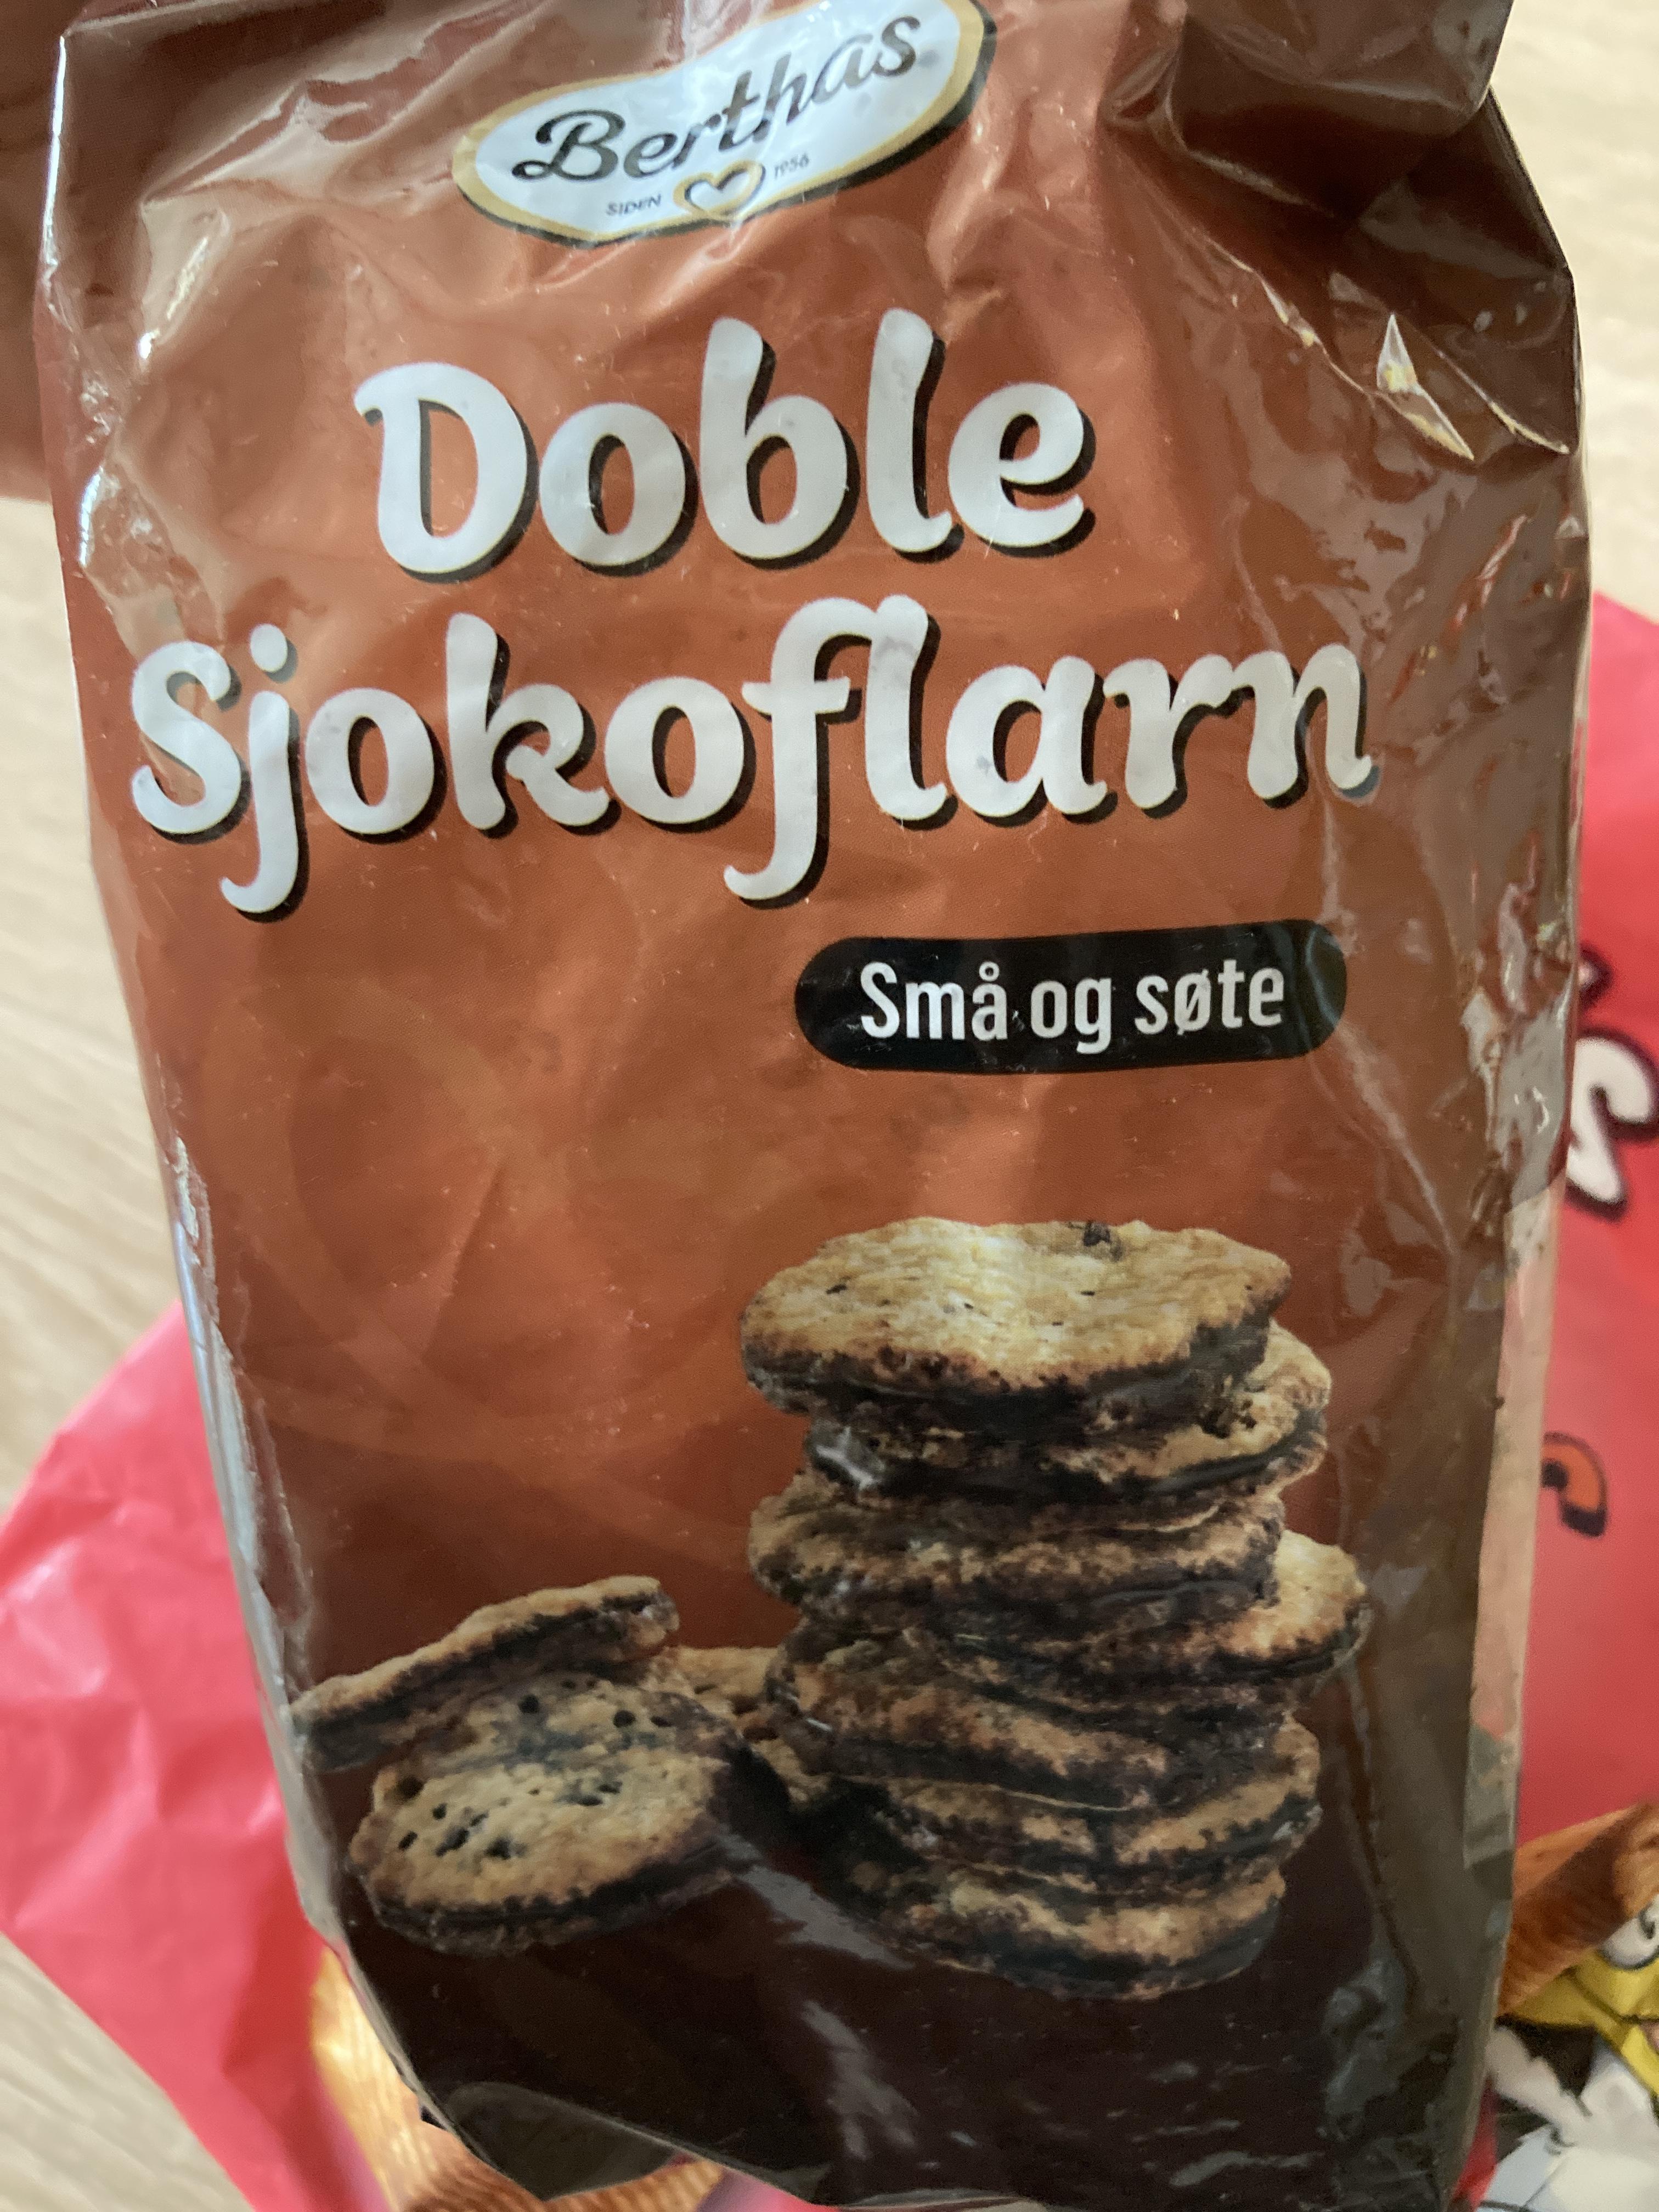 Berthas
SIDEN 1956
Doble
Sjokoflarn
Små og søte